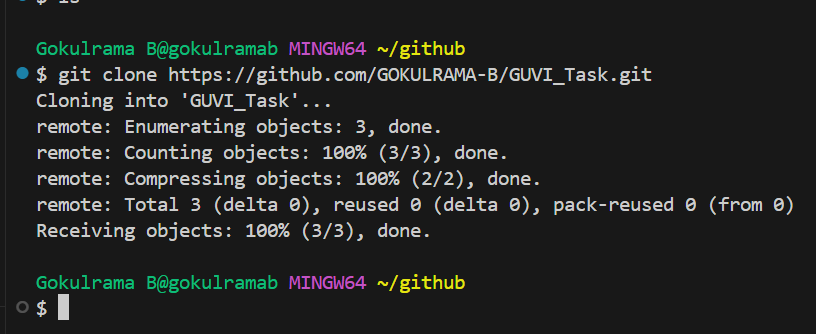 Gokulrama B@gokulramab MINGW64 ~/github
$ git clone https://github.com/GOKULRAMA-B/GUVI_Task.git
Cloning into 'GUVI_Task'...
remote: Enumerating objects: 3, done.
remote: Counting objects: 100% (3/3), done.
remote: Compressing objects: 100% (2/2), done.
remote: Total 3 (delta 0), reused 0 (delta 0), pack-reused 0 (from 0)
Receiving objects: 100% (3/3), done.
Gokulrama B@gokulramab MINGW64 ~/github
$